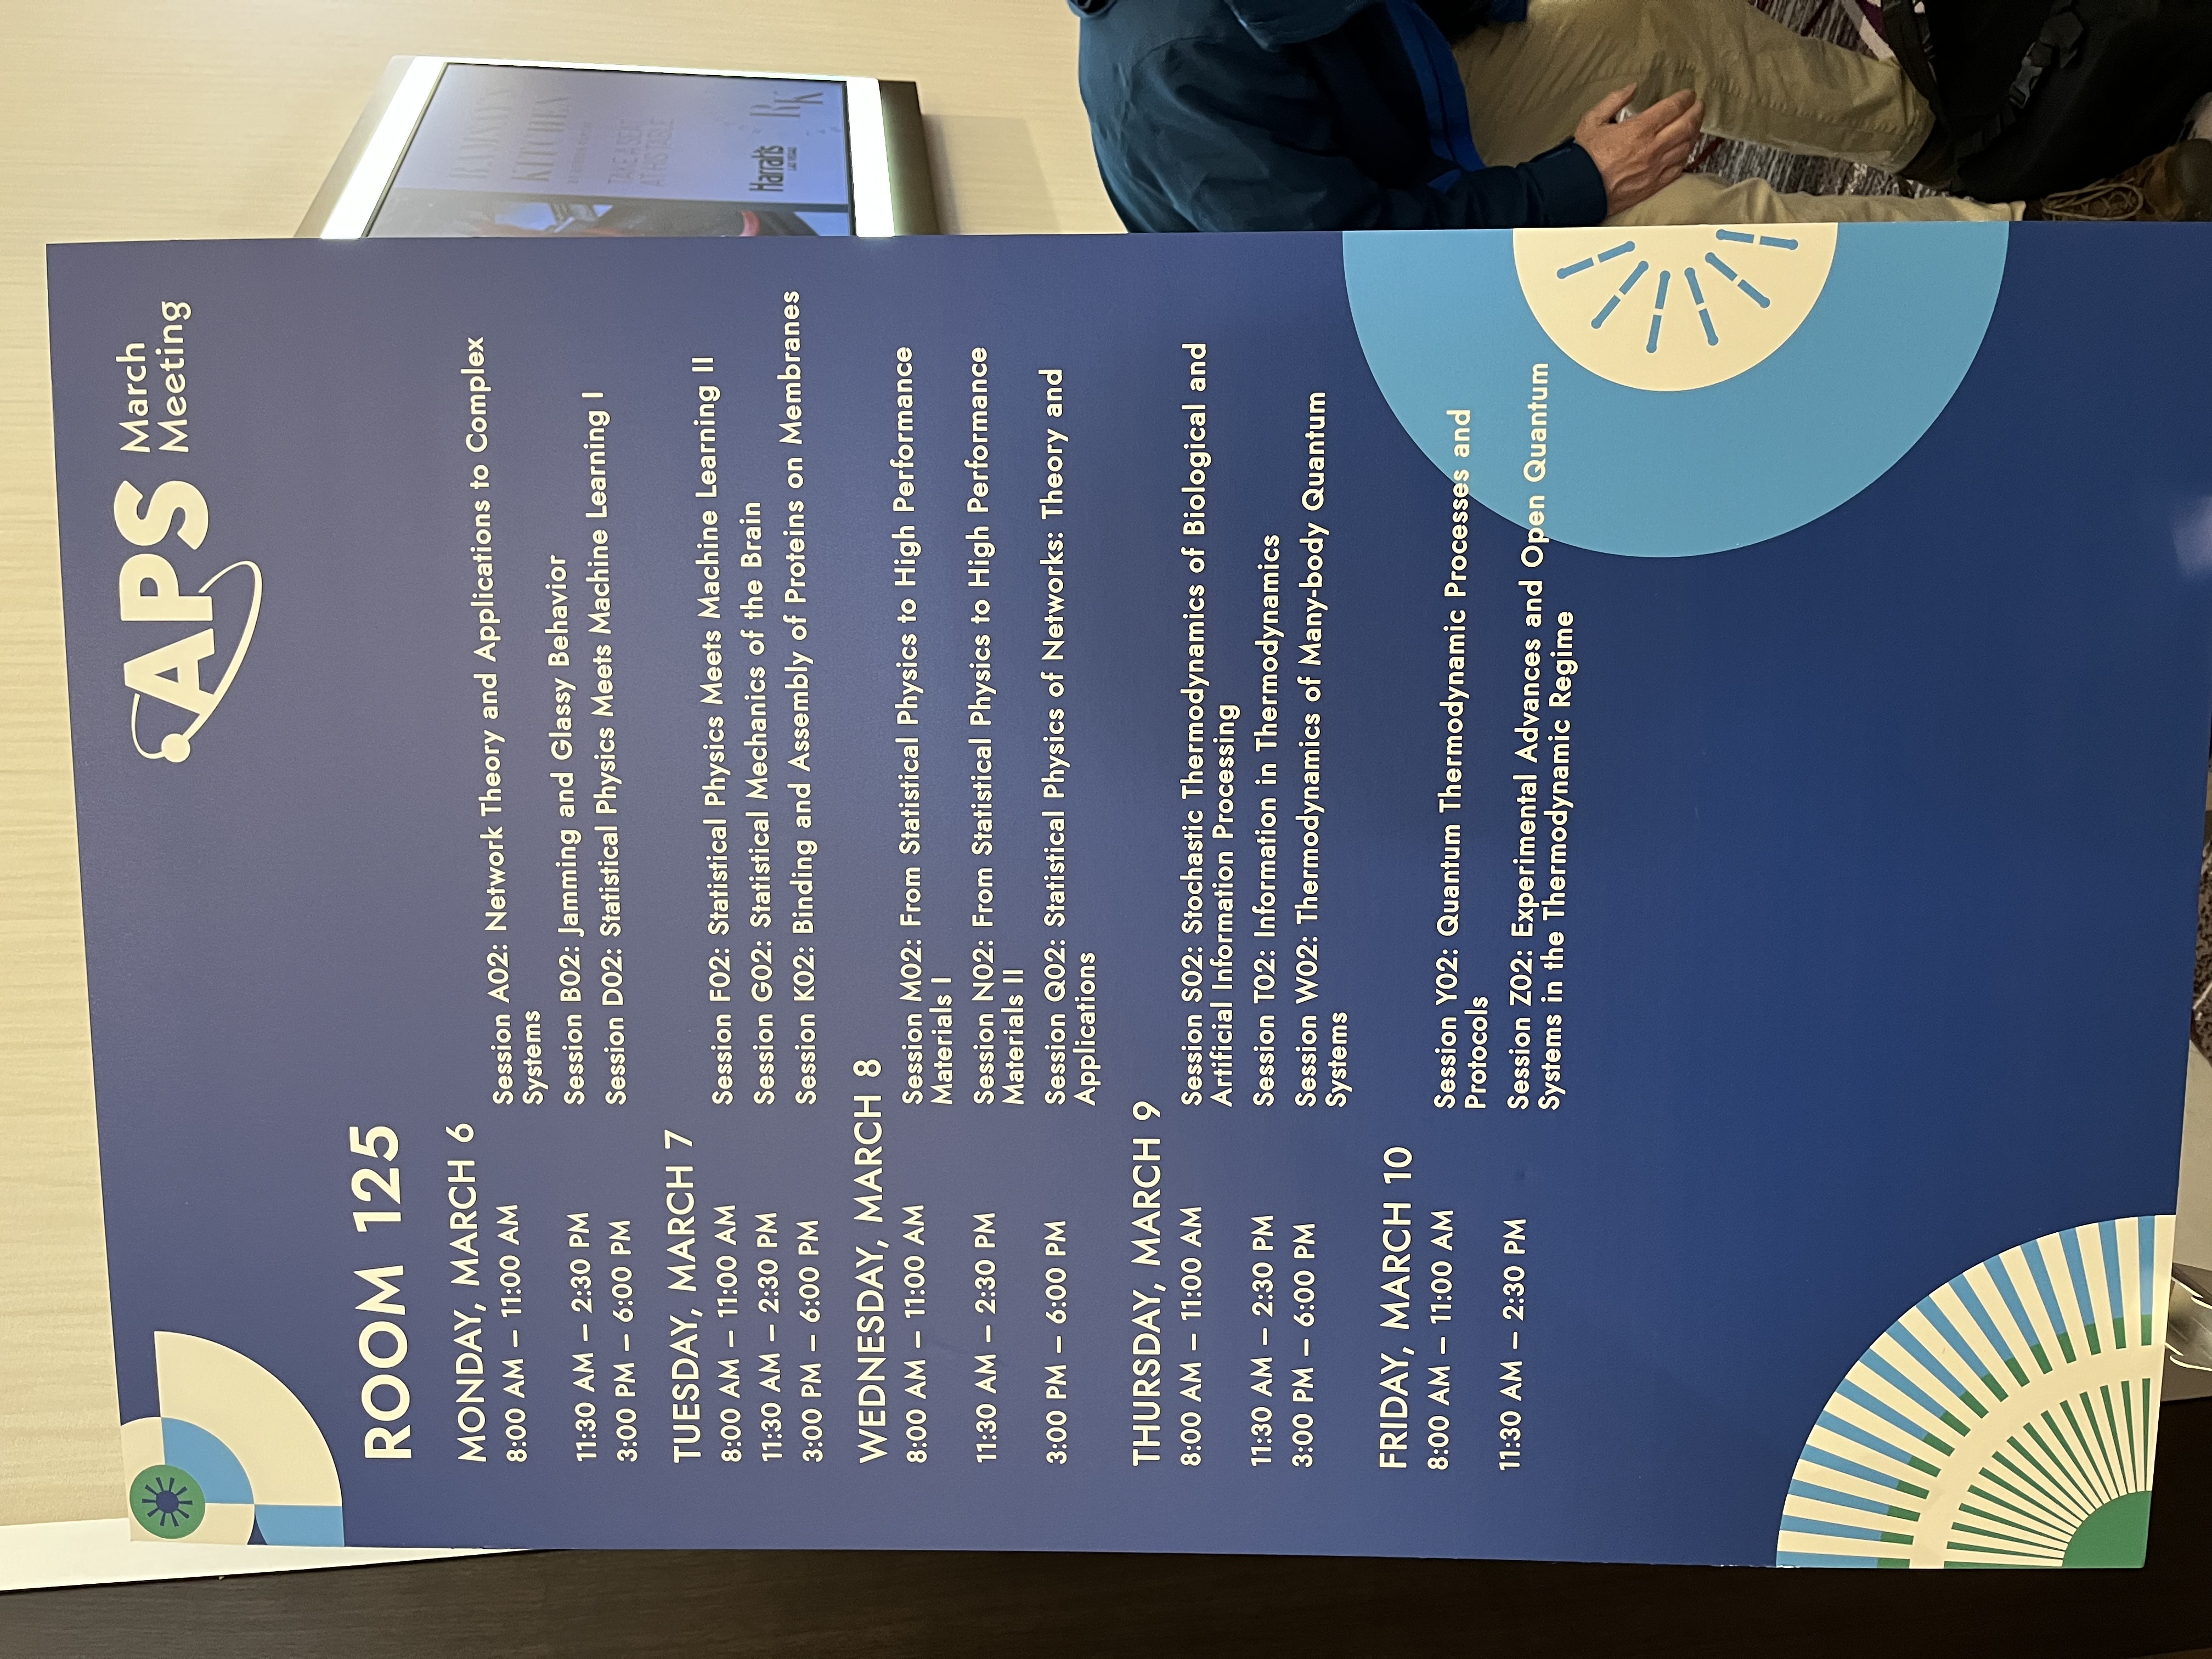 APS March
Meeting
ROOM 125
MONDAY, MARCH 6
8:00 AM – 11:00 AM Session A02: Network Theory and Applications to Complex
Systems
11:30 AM – 2:30 PM Session B02: Jamming and Glassy Behavior
3:00 PM – 6:00 PM Session D02: Statistical Physics Meets Machine Learning I
TUESDAY, MARCH 7
8:00 AM – 11:00 AM Session F02: Statistical Physics Meets Machine Learning II
11:30 AM – 2:30 PM Session G02: Statistical Mechanics of the Brain
3:00 PM – 6:00 PM Session K02: Binding and Assembly of Proteins on Membranes
WEDNESDAY, MARCH 8
8:00 AM – 11:00 AM Session M02: From Statistical Physics to High Performance
Materials I
11:30 AM – 2:30 PM Session N02: From Statistical Physics to High Performance
Materials II
3:00 PM – 6:00 PM Session Q02: Statistical Physics of Networks: Theory and
Applications
THURSDAY, MARCH 9
8:00 AM – 11:00 AM Session S02: Stochastic Thermodynamics of Biological and
Artificial Information Processing
11:30 AM – 2:30 PM Session T02: Information in Thermodynamics
3:00 PM – 6:00 PM Session W02: Thermodynamics of Many-body Quantum
Systems
FRIDAY, MARCH 10
8:00 AM – 11:00 AM Session Y02: Quantum Thermodynamic Processes and
Protocols
11:30 AM – 2:30 PM Session Z02: Experimental Advances and Open Quantum
Systems in the Thermodynamic Regime
KITCHEN
TAKE A SEAT
AT HIS TABLE
Harrah's
LAS VEGAS
RK